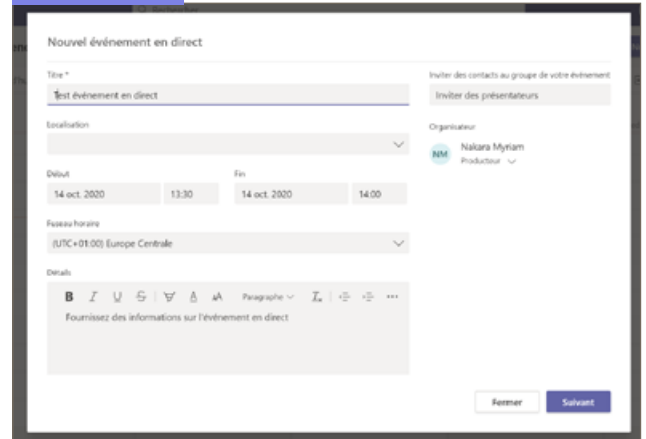 Rechercher
Nouvel événement en direct
Titre *
Test événement en direct
Localisation
Début
Fin
14 oct. 2020
13:30
14 oct. 2020
14:00
Fuseau horaire
(UTC+01:00) Europe Centrale
Détails
B I U S A A Paragraphe
Fournissez des informations sur l'événement en direct
Inviter des contacts au groupe de votre événement
Inviter des présentateurs
Organisateur
NM
Nakara Myriam
Producteur
Fermer
Suivant